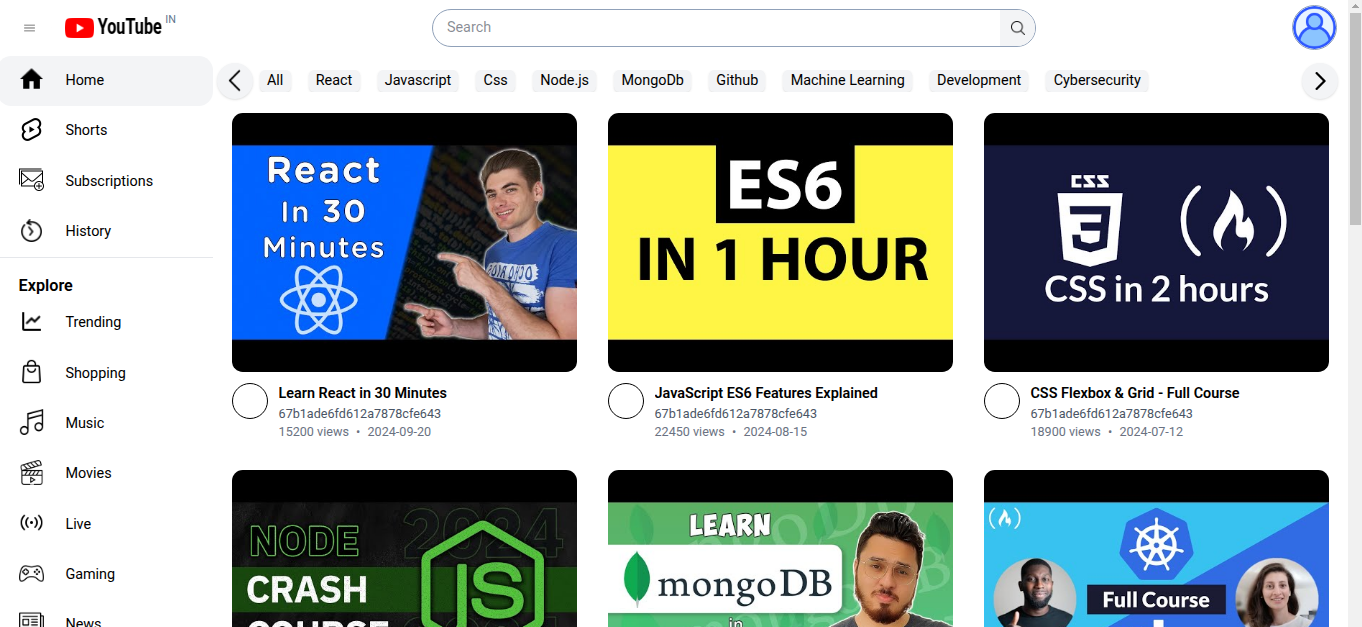 YouTube IN
Search
Home
Shorts
Subscriptions
History
Explore
Trending
Shopping
Music
Movies
Live
Gaming
News
All React Javascript Css Node.js MongoDb Github Machine Learning Development Cybersecurity
React
In 30
Minutes
Learn React in 30 Minutes
67b1ade6fd612a7878cfe643
15200 views • 2024-09-20
ES6
IN 1 HOUR
JavaScript ES6 Features Explained
67b1ade6fd612a7878cfe643
22450 views • 2024-08-15
CSS
3
CSS in 2 hours
CSS Flexbox & Grid - Full Course
67b1ade6fd612a7878cfe643
18900 views • 2024-07-12
2024
NODE
CRASH
COURSE
JS
LEARN
mongoDB
in
Full Course